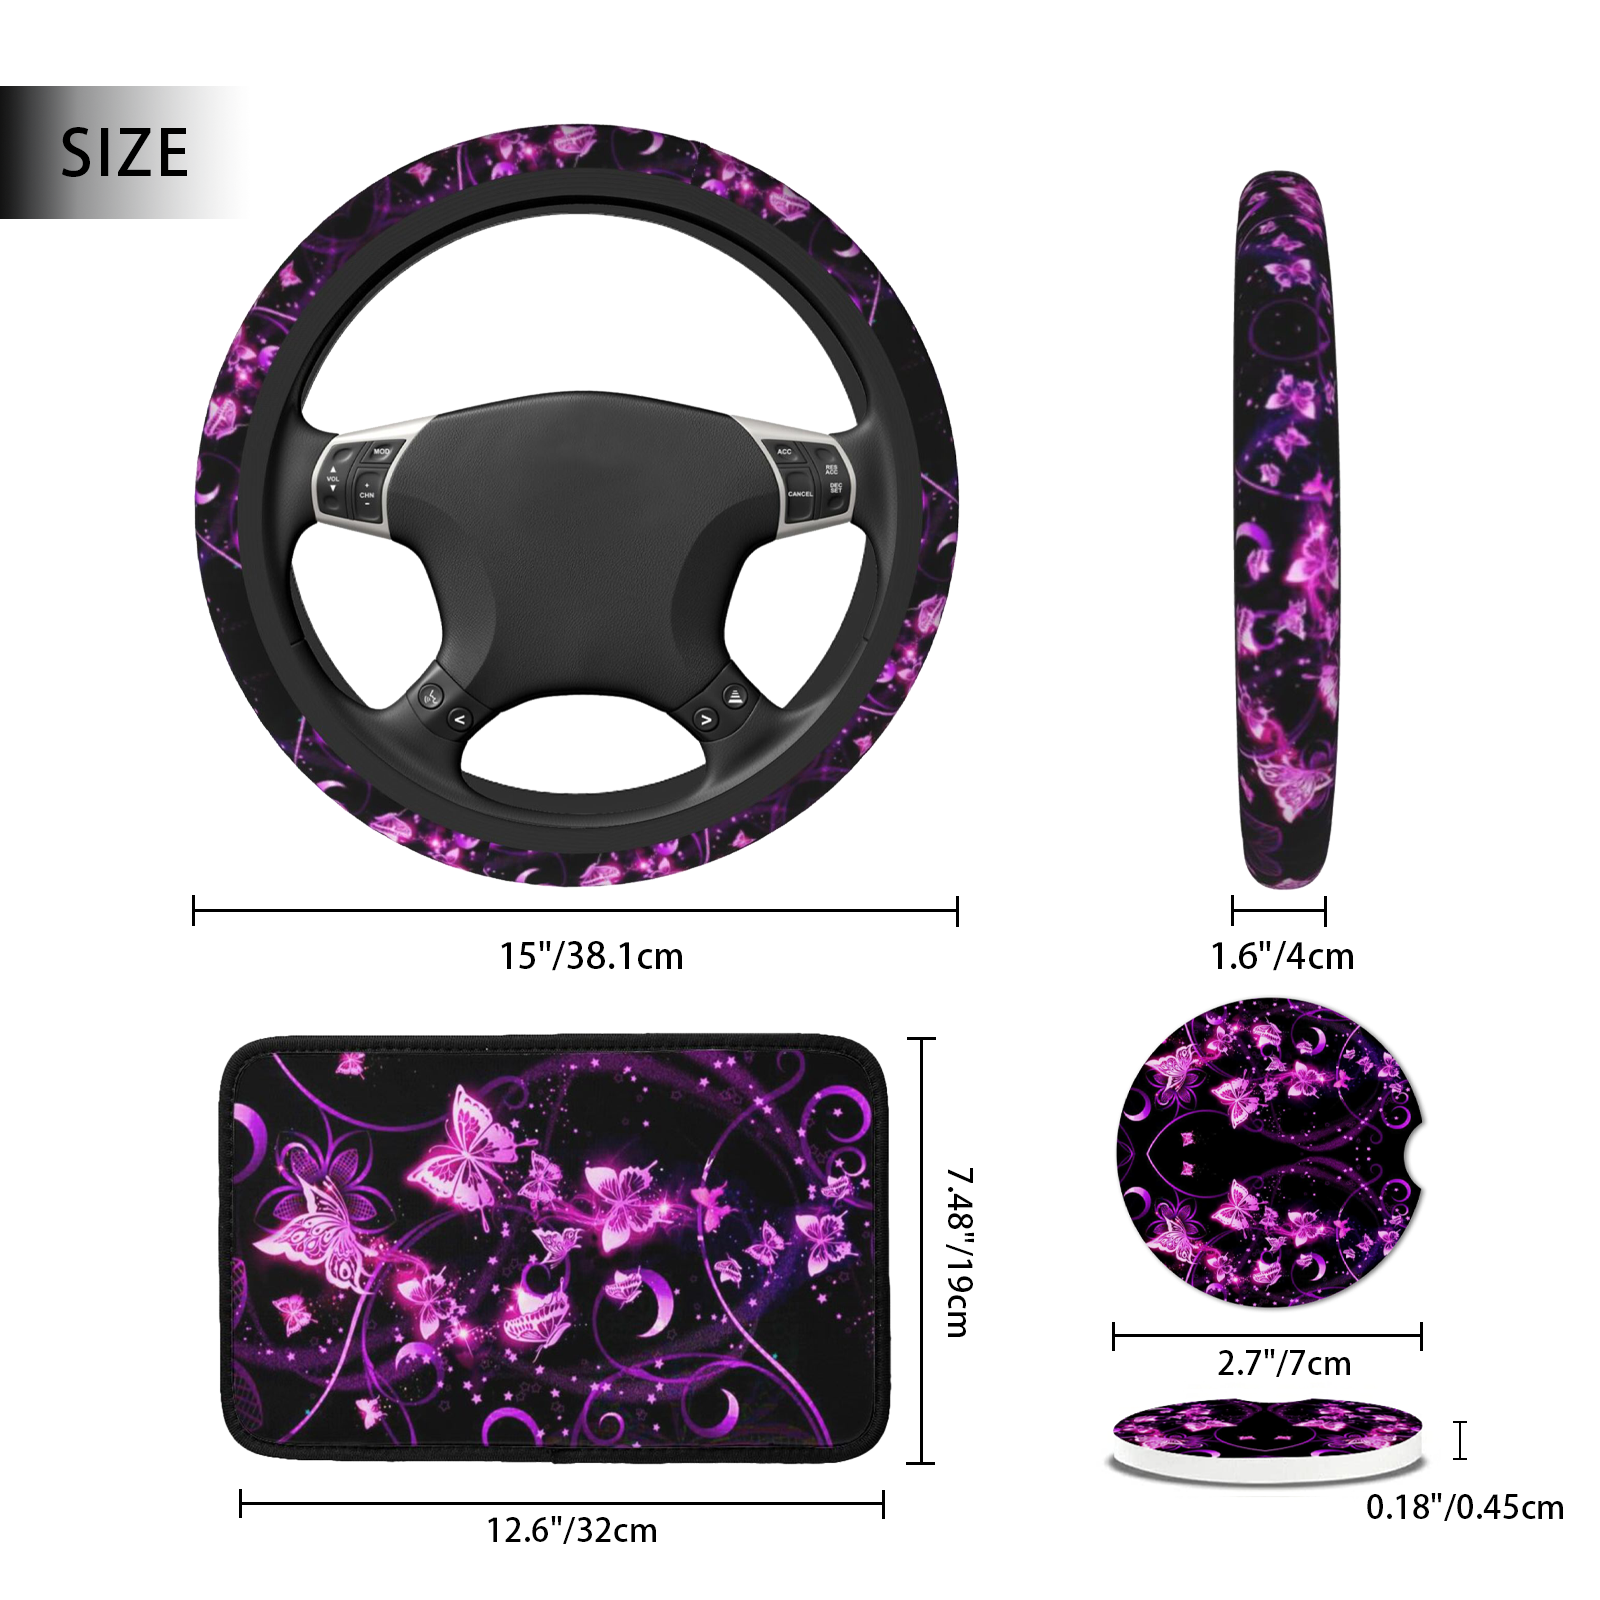 SIZE
MOD
VOL
CHN
ACC
RES
ACC
CANCEL
DEC
SET
15"/38.1cm
1.6"/4cm
7.48"/19cm
2.7"/7cm
12.6"/32cm
0.18"/0.45cm